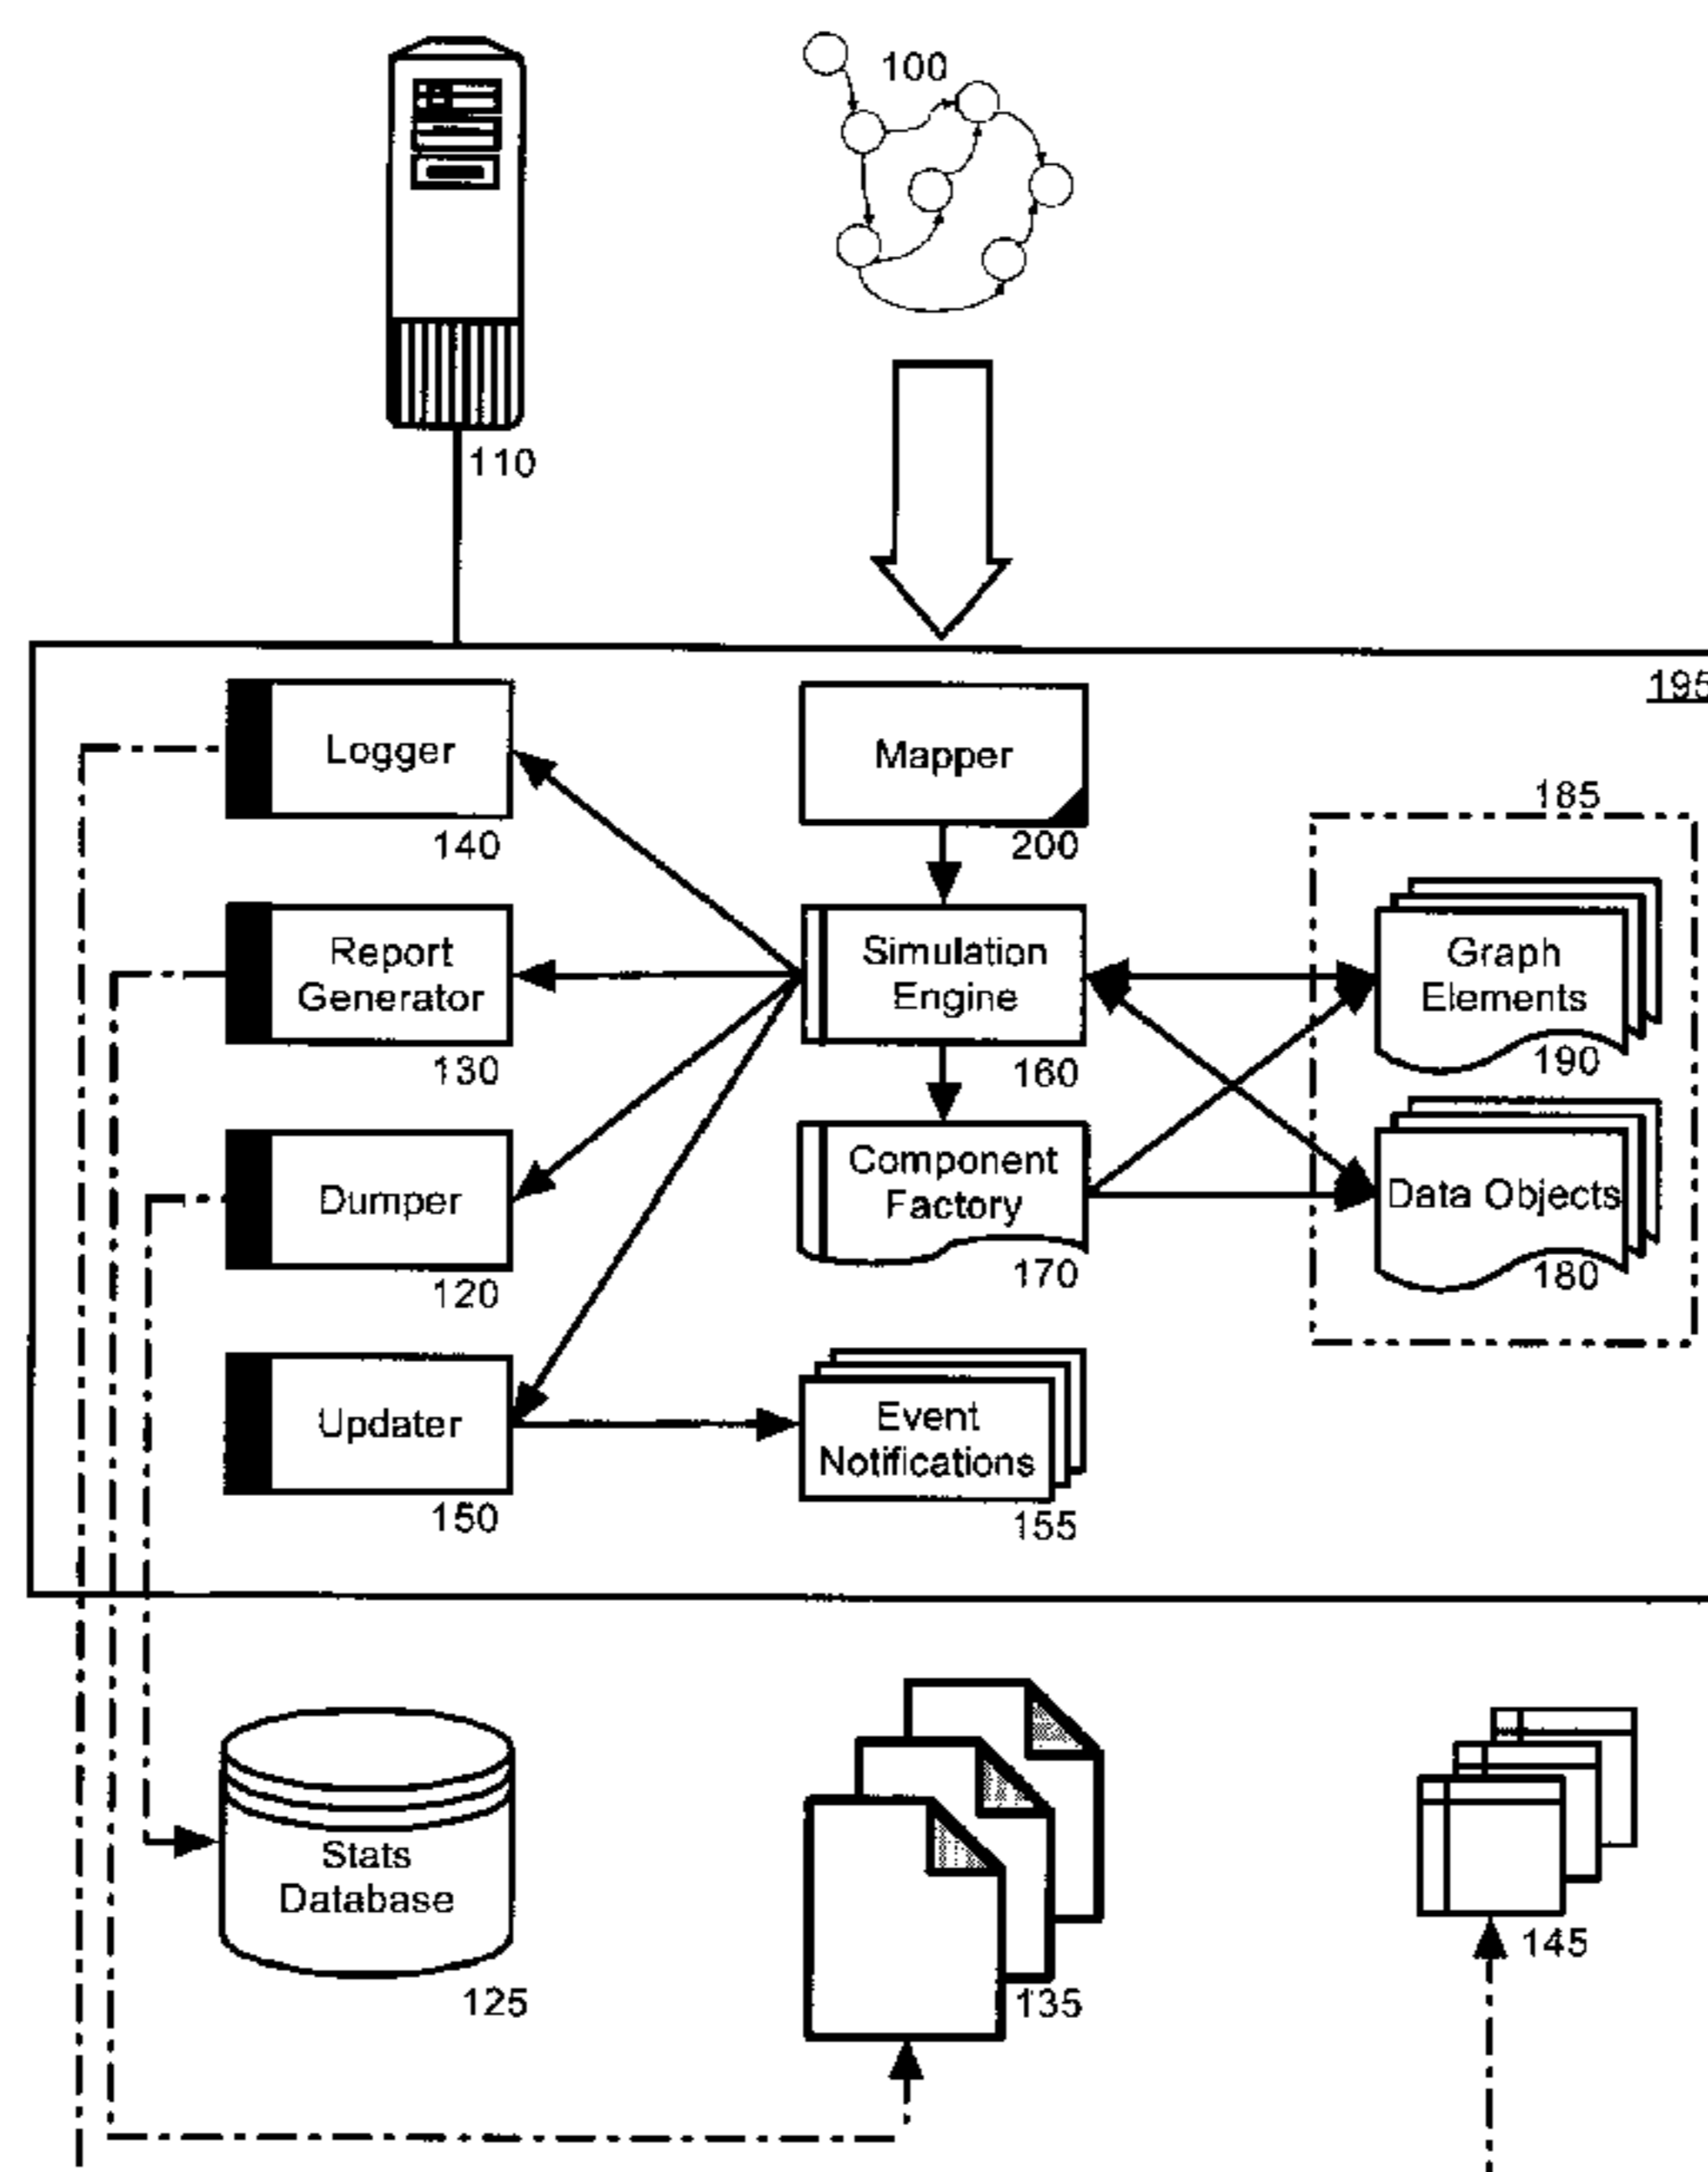 100
110
195
Logger
140
Mapper
200
185
Report
Generator
130
Simulation
Engine
160
Graph
Elements
190
Dumper
120
Component
Factory
170
Data Objects
180
Updater
150
Event
Notifications
155
Stats
Database
125
135
145